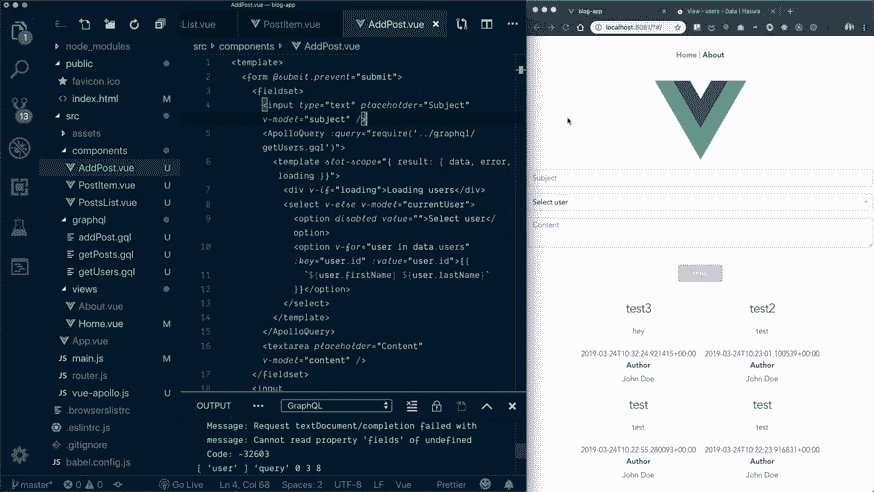 AddPost.vue — blog-app
sList.vue
PostItem.vue
AddPost.vue
E...
node_modules
public
favicon.ico
index.html M
src
assets
components
AddPost.vue U
PostItem.vue U
PostsList.vue U
graphql
addPost.gql U
getPosts.gql U
getUsers.gql U
views
About.vue
Home.vue M
App.vue
main.js M
router.js
vue-apollo.js U
.browserslistrc
.eslintrc.js
.gitignore
babel.config.js
1
13
src > components > AddPost.vue
1 <template>
2 <form @submit.prevent="submit">
3 <fieldset>
4 <input type="text" placeholder="Subject"
v-model="subject" />
5 <ApolloQuery :query="require('../graphql/
getUsers.gql')">
6 <template slot-scope="{ result: { data, error,
loading }}">
7 <div v-if="loading">Loading users</div>
8 <select v-else v-model="currentUser">
9 <option disabled value="">Select user</
option>
10 <option v-for="user in data.users"
:key="user.id" :value="user.id">{{
11 `${user.firstName} ${user.lastName}`
12 }}</option>
13 </select>
14 </template>
15 </ApolloQuery>
16 <textarea placeholder="Content"
v-model="content" />
17 </fieldset>
18 <input
OUTPUT ... GraphQL
Message: Request textDocument/completion failed with
message: Cannot read property 'fields' of undefined
Code: -32603
[ 'user' ] 'query' 0 3 8
master* 0 0 Go Live Ln 4, Col 68 Spaces: 2 UTF-8 LF Vue Prettier
blog-app
View - users - Data | Hasura
localhost:8081/?#/
Home | About
Subject
Select user
Content
SEND
test3 test2
hey test
2019-03-24T10:32:24.921415+00:00 2019-03-24T10:23:01.100539+00:00
Author Author
John Doe John Doe
test test
test test
2019-03-24T10:22:55.280093+00:00 2019-03-24T10:22:23.916831+00:00
Author Author
John Doe John Doe